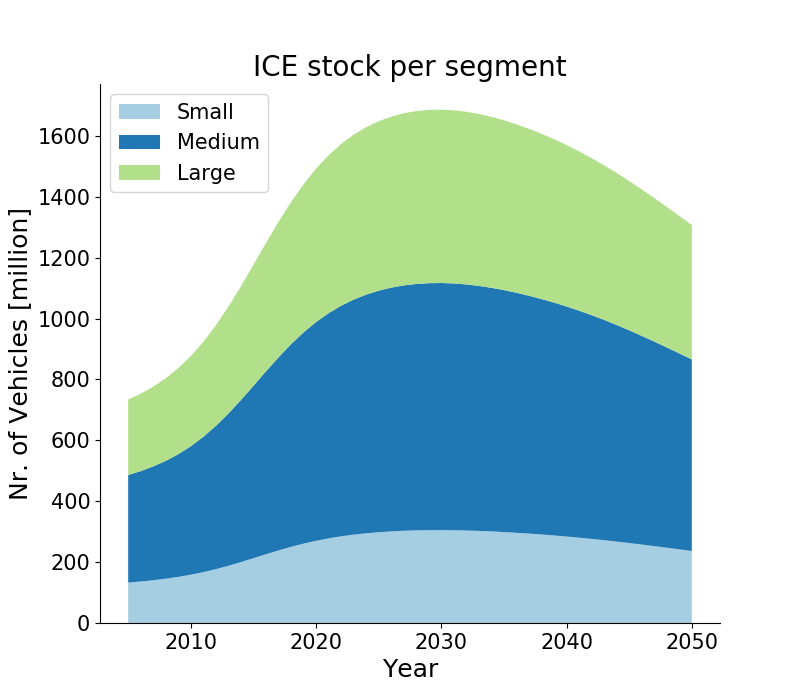 ICE stock per segment
Small
Medium
Large
Nr. of Vehicles [million]
1600
1400
1200
1000
800
600
400
200
0
2010 2020 2030 2040 2050
Year